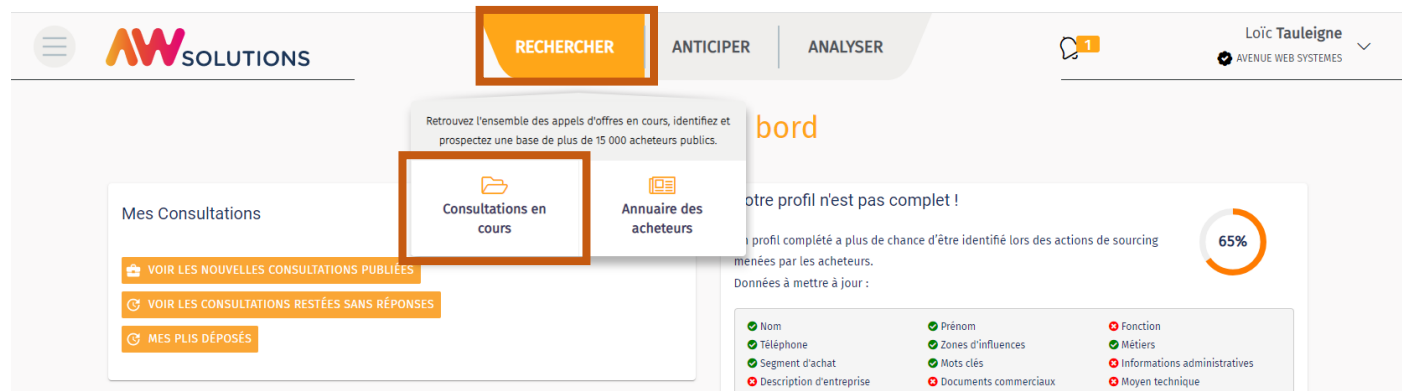 AW SOLUTIONS
RECHERCHER
ANTICIPER
ANALYSER
1
Loïc Tauleigne
AVENUE WEB SYSTEMES
Retrouvez l'ensemble des appels d'offres en cours, identifiez et
prospectez une base de plus de 15 000 acheteurs publics.
bord
Consultations en
cours
Annuaire des
acheteurs
Mes Consultations
VOIR LES NOUVELLES CONSULTATIONS PUBLIÉES
VOIR LES CONSULTATIONS RESTÉES SANS RÉPONSES
MES PLIS DÉPOSÉS
otre profil n'est pas complet !
profil complété a plus de chance d'être identifié lors des actions de sourcing
menées par les acheteurs.
Données à mettre à jour :
65%
Nom
Prénom
Fonction
Téléphone
Zones d'influences
Métiers
Segment d'achat
Mots clés
Informations administratives
Description d'entreprise
Documents commerciaux
Moyen technique